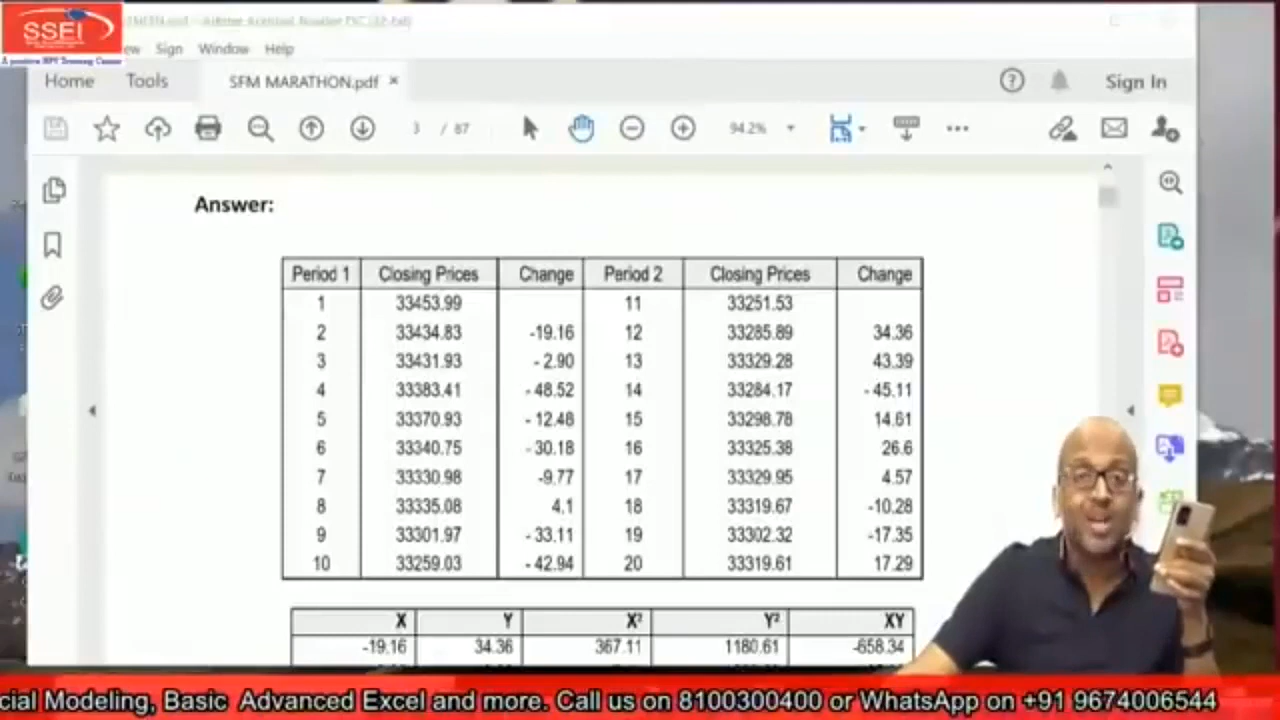 SSEI
Sign Window Help
Home Tools SFM MARATHON.pdf × Sign In
3 / 87 94.2%
Answer:
Period 1 Closing Prices Change Period 2 Closing Prices Change
1 33453.99 11 33251.53
2 33434.83 -19.16 12 33285.89 34.36
3 33431.93 - 2.90 13 33329.28 43.39
4 33383.41 - 48.52 14 33284.17 - 45.11
5 33370.93 - 12.48 15 33298.78 14.61
6 33340.75 - 30.18 16 33325.38 26.6
7 33330.98 -9.77 17 33329.95 4.57
8 33335.08 4.1 18 33319.67 -10.28
9 33301.97 - 33.11 19 33302.32 -17.35
10 33259.03 - 42.94 20 33319.61 17.29
X Y X² Y² XY
-19.16 34.36 367.11 1180.61 -658.34
cial Modeling, Basic Advanced Excel and more. Call us on 8100300400 or WhatsApp on +91 9674006544